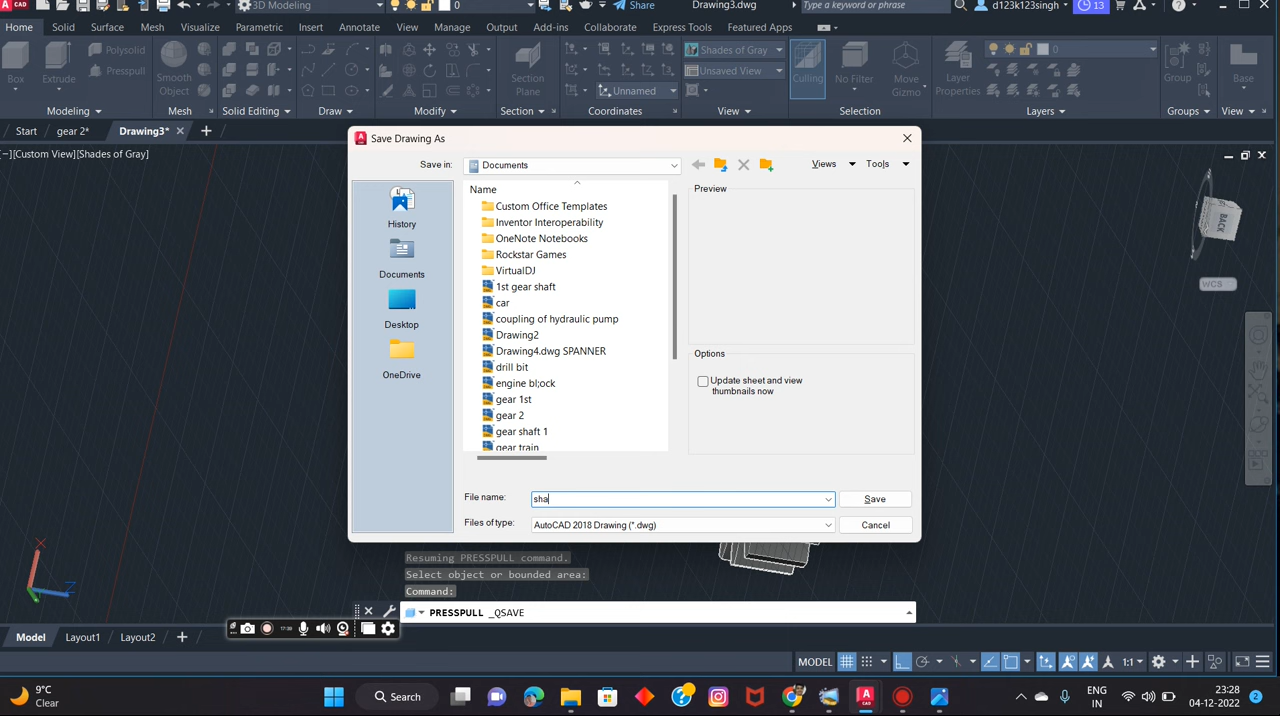 CAD
3D Modeling
0
Share
Drawing3.dwg
Type a keyword or phrase
d123k123singh
13
Home
Solid
Surface
Mesh
Visualize
Parametric
Insert
Annotate
View
Manage
Output
Add-ins
Collaborate
Express Tools
Featured Apps
Box
Extrude
Polysolid
Presspull
Smooth Object
Section Plane
Unnamed
Shades of Gray
Unsaved View
Culling
No Filter
Move Gizmo
Layer Properties
0
Group
Base
Modeling
Mesh
Solid Editing
Draw
Modify
Section
Coordinates
View
Selection
Layers
Groups
View
Start
gear 2*
Drawing3*
[−][Custom View][Shades of Gray]
Save Drawing As
Save in:
Documents
Views
Tools
History
Documents
Desktop
OneDrive
Name
Custom Office Templates
Inventor Interoperability
OneNote Notebooks
Rockstar Games
VirtualDJ
1st gear shaft
car
coupling of hydraulic pump
Drawing2
Drawing4.dwg SPANNER
drill bit
engine bl;ock
gear 1st
gear 2
gear shaft 1
gear train
Preview
Options
Update sheet and view
thumbnails now
File name:
sha
Save
Files of type:
AutoCAD 2018 Drawing (*.dwg)
Cancel
BACK
WCS
X
Z
Resuming PRESSPULL command.
Select object or bounded area:
Command:
PRESSPULL _QSAVE
17:38
Model
Layout1
Layout2
MODEL
1:1
9°C
Clear
Search
ENG
IN
23:28
04-12-2022
2